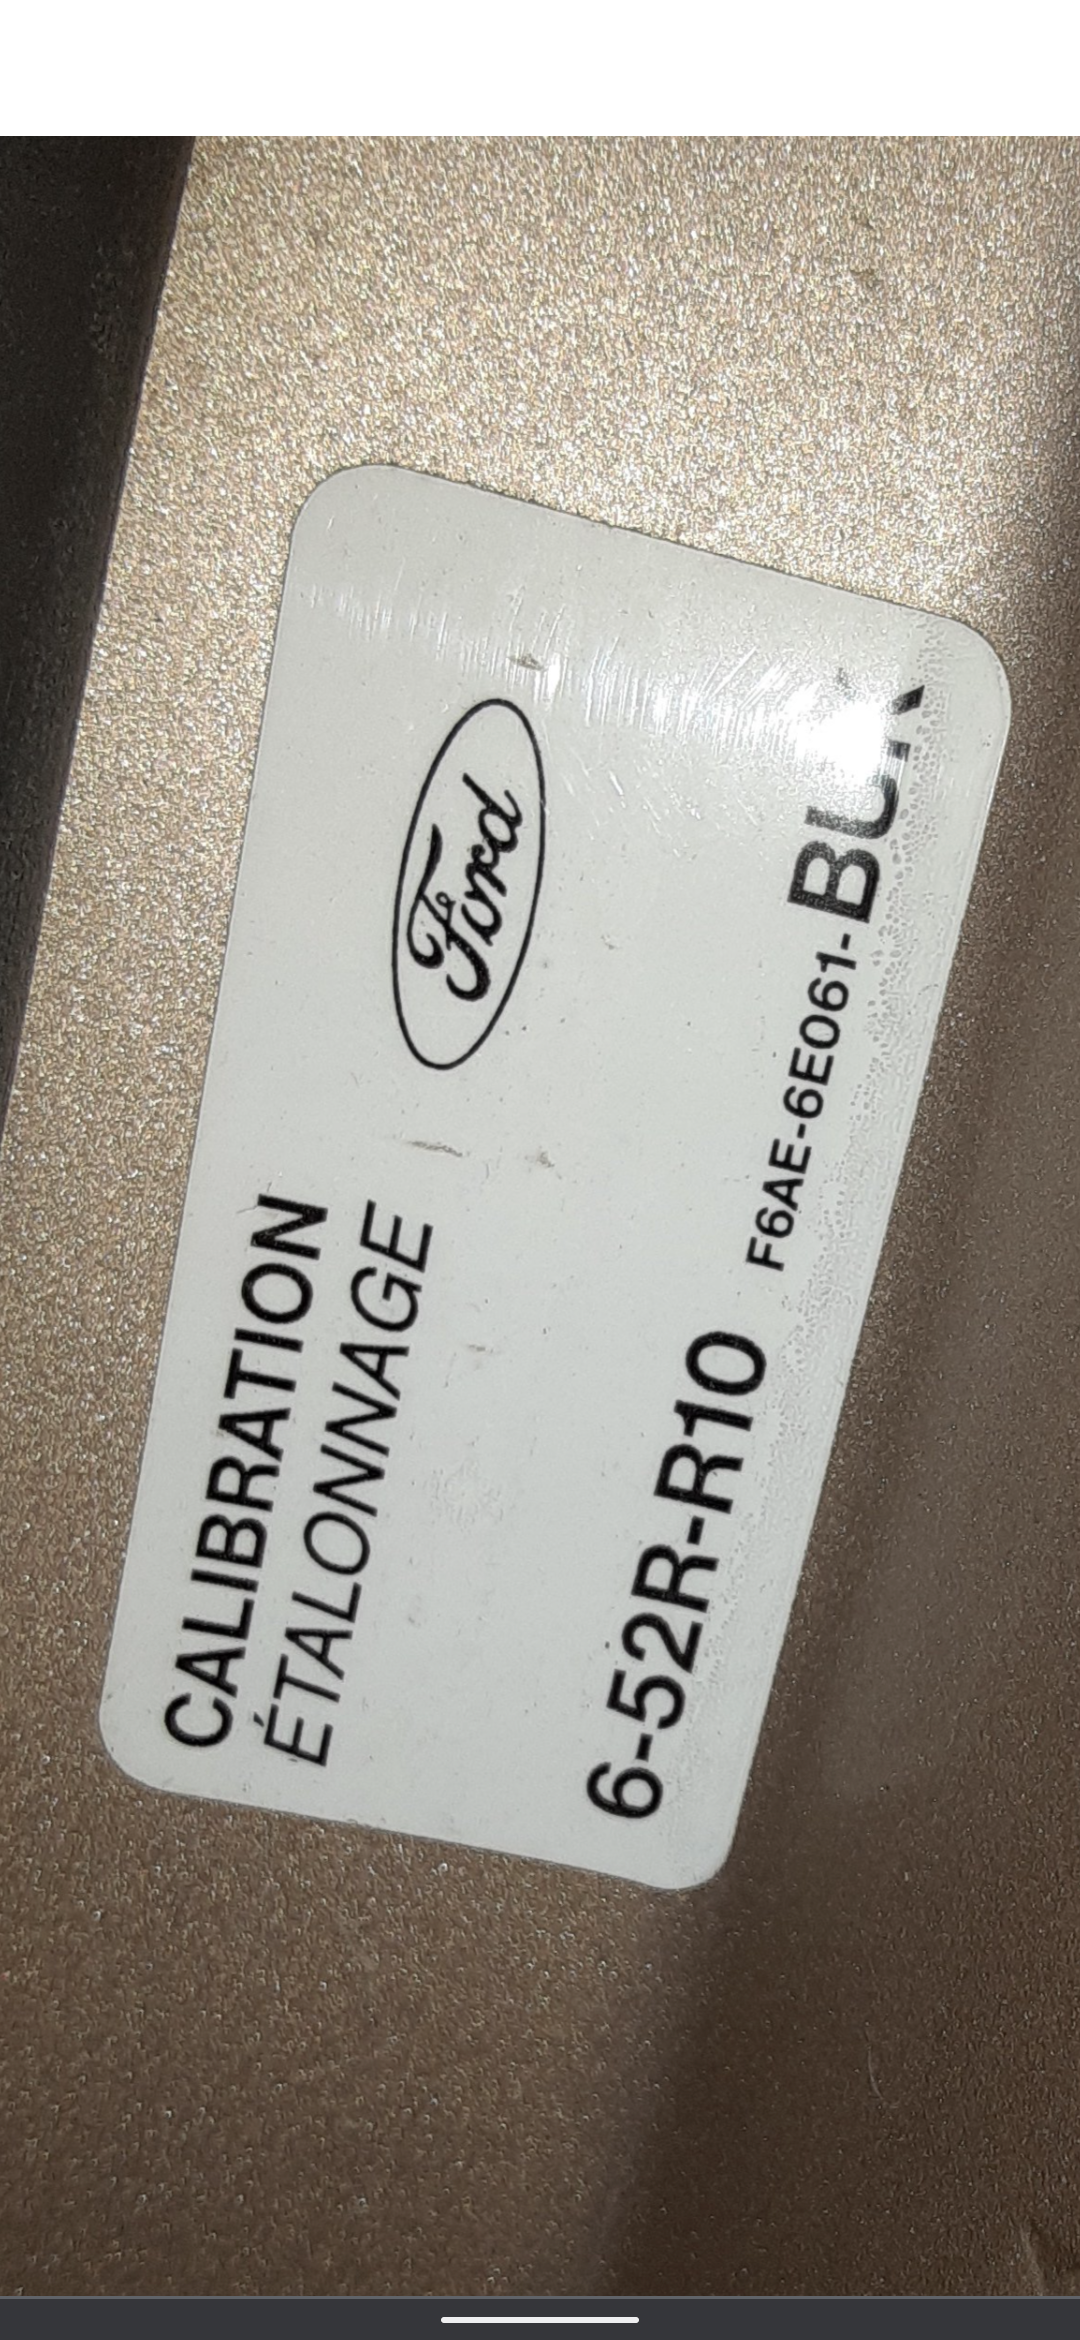 CALIBRATION
ÉTALONNAGE
Ford
6-52R-R10
F6AE-6E061-